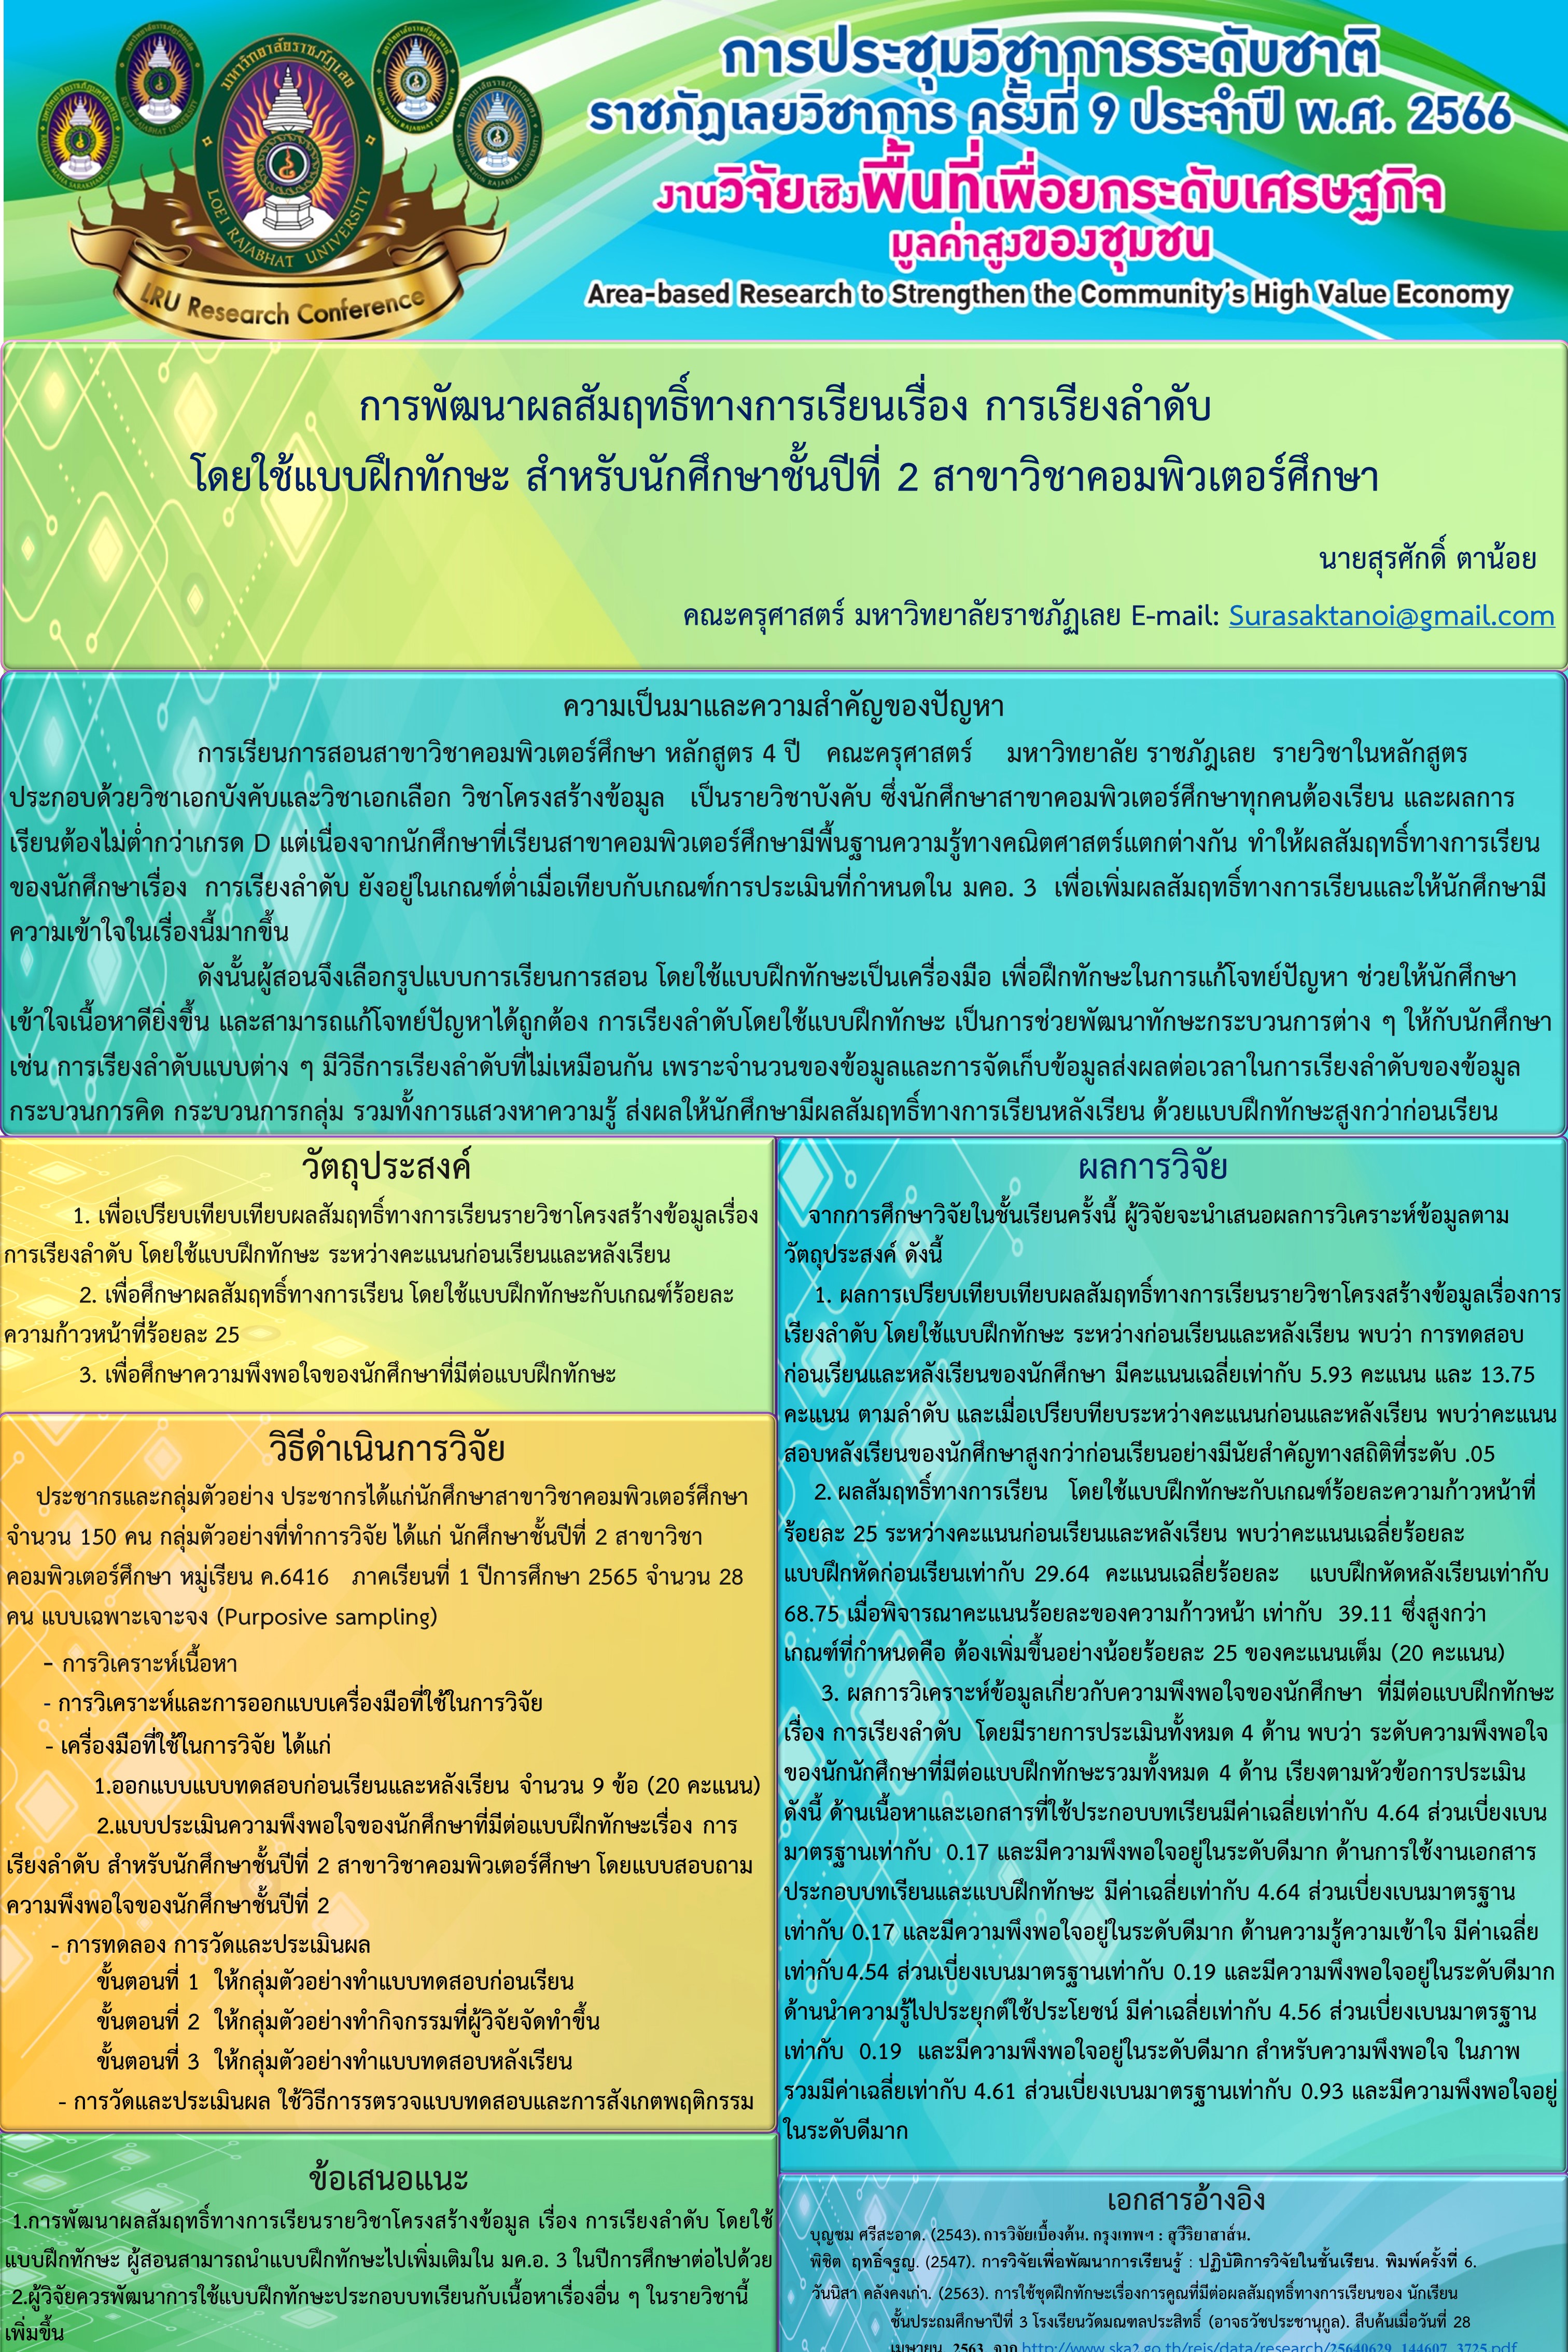 การประชุมวิชาการระดับชาติ
ราชภัฏเลยวิชาการ ครั้งที่ 9 ประจำปี พ.ศ. 2566
งานวิจัยเชิงพื้นที่เพื่อยกระดับเศรษฐกิจ
มูลค่าสูงของชุมชน
Area-based Research to Strengthen the Community's High Value Economy
มหาวิทยาลัยราชภัฏเลย
LOEI RAJABHAT UNIVERSITY
LRU Research Conference
การพัฒนาผลสัมฤทธิ์ทางการเรียนเรื่อง การเรียงลำดับ
โดยใช้แบบฝึกทักษะ สำหรับนักศึกษาชั้นปีที่ 2 สาขาวิชาคอมพิวเตอร์ศึกษา
นายสุรศักดิ์ ตาน้อย
คณะครุศาสตร์ มหาวิทยาลัยราชภัฏเลย E-mail: Surasaktanoi@gmail.com
ความเป็นมาและความสำคัญของปัญหา
การเรียนการสอนสาขาวิชาคอมพิวเตอร์ศึกษา หลักสูตร 4 ปี คณะครุศาสตร์ มหาวิทยาลัย ราชภัฎเลย รายวิชาในหลักสูตร
ประกอบด้วยวิชาเอกบังคับและวิชาเอกเลือก วิชาโครงสร้างข้อมูล เป็นรายวิชาบังคับ ซึ่งนักศึกษาสาขาคอมพิวเตอร์ศึกษาทุกคนต้องเรียน และผลการ
เรียนต้องไม่ต่ำกว่าเกรด D แต่เนื่องจากนักศึกษาที่เรียนสาขาคอมพิวเตอร์ศึกษามีพื้นฐานความรู้ทางคณิตศาสตร์แตกต่างกัน ทำให้ผลสัมฤทธิ์ทางการเรียน
ของนักศึกษาเรื่อง การเรียงลำดับ ยังอยู่ในเกณฑ์ต่ำเมื่อเทียบกับเกณฑ์การประเมินที่กำหนดใน มคอ. 3 เพื่อเพิ่มผลสัมฤทธิ์ทางการเรียนและให้นักศึกษามี
ความเข้าใจในเรื่องนี้มากขึ้น
ดังนั้นผู้สอนจึงเลือกรูปแบบการเรียนการสอน โดยใช้แบบฝึกทักษะเป็นเครื่องมือ เพื่อฝึกทักษะในการแก้โจทย์ปัญหา ช่วยให้นักศึกษา
เข้าใจเนื้อหาดียิ่งขึ้น และสามารถแก้โจทย์ปัญหาได้ถูกต้อง การเรียงลำดับโดยใช้แบบฝึกทักษะ เป็นการช่วยพัฒนาทักษะกระบวนการต่าง ๆ ให้กับนักศึกษา
เช่น การเรียงลำดับแบบต่าง ๆ มีวิธีการเรียงลำดับที่ไม่เหมือนกัน เพราะจำนวนของข้อมูลและการจัดเก็บข้อมูลส่งผลต่อเวลาในการเรียงลำดับของข้อมูล
กระบวนการคิด กระบวนการกลุ่ม รวมทั้งการแสวงหาความรู้ ส่งผลให้นักศึกษามีผลสัมฤทธิ์ทางการเรียนหลังเรียน ด้วยแบบฝึกทักษะสูงกว่าก่อนเรียน
วัตถุประสงค์
1. เพื่อเปรียบเทียบเทียบผลสัมฤทธิ์ทางการเรียนรายวิชาโครงสร้างข้อมูลเรื่อง
การเรียงลำดับ โดยใช้แบบฝึกทักษะ ระหว่างคะแนนก่อนเรียนและหลังเรียน
2. เพื่อศึกษาผลสัมฤทธิ์ทางการเรียน โดยใช้แบบฝึกทักษะกับเกณฑ์ร้อยละ
ความก้าวหน้าที่ร้อยละ 25
3. เพื่อศึกษาความพึงพอใจของนักศึกษาที่มีต่อแบบฝึกทักษะ
วิธีดำเนินการวิจัย
ประชากรและกลุ่มตัวอย่าง ประชากรได้แก่นักศึกษาสาขาวิชาคอมพิวเตอร์ศึกษา
จำนวน 150 คน กลุ่มตัวอย่างที่ทำการวิจัย ได้แก่ นักศึกษาชั้นปีที่ 2 สาขาวิชา
คอมพิวเตอร์ศึกษา หมู่เรียน ค.6416 ภาคเรียนที่ 1 ปีการศึกษา 2565 จำนวน 28
คน แบบเฉพาะเจาะจง (Purposive sampling)
- การวิเคราะห์เนื้อหา
- การวิเคราะห์และการออกแบบเครื่องมือที่ใช้ในการวิจัย
- เครื่องมือที่ใช้ในการวิจัย ได้แก่
1.ออกแบบแบบทดสอบก่อนเรียนและหลังเรียน จำนวน 9 ข้อ (20 คะแนน)
2.แบบประเมินความพึงพอใจของนักศึกษาที่มีต่อแบบฝึกทักษะเรื่อง การ
เรียงลำดับ สำหรับนักศึกษาชั้นปีที่ 2 สาขาวิชาคอมพิวเตอร์ศึกษา โดยแบบสอบถาม
ความพึงพอใจของนักศึกษาชั้นปีที่ 2
- การทดลอง การวัดและประเมินผล
ขั้นตอนที่ 1 ให้กลุ่มตัวอย่างทำแบบทดสอบก่อนเรียน
ขั้นตอนที่ 2 ให้กลุ่มตัวอย่างทำกิจกรรมที่ผู้วิจัยจัดทำขึ้น
ขั้นตอนที่ 3 ให้กลุ่มตัวอย่างทำแบบทดสอบหลังเรียน
- การวัดและประเมินผล ใช้วิธีการรตรวจแบบทดสอบและการสังเกตพฤติกรรม
ข้อเสนอแนะ
1.การพัฒนาผลสัมฤทธิ์ทางการเรียนรายวิชาโครงสร้างข้อมูล เรื่อง การเรียงลำดับ โดยใช้
แบบฝึกทักษะ ผู้สอนสามารถนำแบบฝึกทักษะไปเพิ่มเติมใน มค.อ. 3 ในปีการศึกษาต่อไปด้วย
2.ผู้วิจัยควรพัฒนาการใช้แบบฝึกทักษะประกอบบทเรียนกับเนื้อหาเรื่องอื่น ๆ ในรายวิชานี้
เพิ่มขึ้น
ผลการวิจัย
จากการศึกษาวิจัยในชั้นเรียนครั้งนี้ ผู้วิจัยจะนำเสนอผลการวิเคราะห์ข้อมูลตาม
วัตถุประสงค์ ดังนี้
1. ผลการเปรียบเทียบเทียบผลสัมฤทธิ์ทางการเรียนรายวิชาโครงสร้างข้อมูลเรื่องการ
เรียงลำดับ โดยใช้แบบฝึกทักษะ ระหว่างก่อนเรียนและหลังเรียน พบว่า การทดสอบ
ก่อนเรียนและหลังเรียนของนักศึกษา มีคะแนนเฉลี่ยเท่ากับ 5.93 คะแนน และ 13.75
คะแนน ตามลำดับ และเมื่อเปรียบทียบระหว่างคะแนนก่อนและหลังเรียน พบว่าคะแนน
สอบหลังเรียนของนักศึกษาสูงกว่าก่อนเรียนอย่างมีนัยสำคัญทางสถิติที่ระดับ .05
2. ผลสัมฤทธิ์ทางการเรียน โดยใช้แบบฝึกทักษะกับเกณฑ์ร้อยละความก้าวหน้าที่
ร้อยละ 25 ระหว่างคะแนนก่อนเรียนและหลังเรียน พบว่าคะแนนเฉลี่ยร้อยละ
แบบฝึกหัดก่อนเรียนเท่ากับ 29.64 คะแนนเฉลี่ยร้อยละ แบบฝึกหัดหลังเรียนเท่ากับ
68.75 เมื่อพิจารณาคะแนนร้อยละของความก้าวหน้า เท่ากับ 39.11 ซึ่งสูงกว่า
เกณฑ์ที่กำหนดคือ ต้องเพิ่มขึ้นอย่างน้อยร้อยละ 25 ของคะแนนเต็ม (20 คะแนน)
3. ผลการวิเคราะห์ข้อมูลเกี่ยวกับความพึงพอใจของนักศึกษา ที่มีต่อแบบฝึกทักษะ
เรื่อง การเรียงลำดับ โดยมีรายการประเมินทั้งหมด 4 ด้าน พบว่า ระดับความพึงพอใจ
ของนักนักศึกษาที่มีต่อแบบฝึกทักษะรวมทั้งหมด 4 ด้าน เรียงตามหัวข้อการประเมิน
ดังนี้ ด้านเนื้อหาและเอกสารที่ใช้ประกอบบทเรียนมีค่าเฉลี่ยเท่ากับ 4.64 ส่วนเบี่ยงเบน
มาตรฐานเท่ากับ 0.17 และมีความพึงพอใจอยู่ในระดับดีมาก ด้านการใช้งานเอกสาร
ประกอบบทเรียนและแบบฝึกทักษะ มีค่าเฉลี่ยเท่ากับ 4.64 ส่วนเบี่ยงเบนมาตรฐาน
เท่ากับ 0.17 และมีความพึงพอใจอยู่ในระดับดีมาก ด้านความรู้ความเข้าใจ มีค่าเฉลี่ย
เท่ากับ4.54 ส่วนเบี่ยงเบนมาตรฐานเท่ากับ 0.19 และมีความพึงพอใจอยู่ในระดับดีมาก
ด้านนำความรู้ไปประยุกต์ใช้ประโยชน์ มีค่าเฉลี่ยเท่ากับ 4.56 ส่วนเบี่ยงเบนมาตรฐาน
เท่ากับ 0.19 และมีความพึงพอใจอยู่ในระดับดีมาก สำหรับความพึงพอใจ ในภาพ
รวมมีค่าเฉลี่ยเท่ากับ 4.61 ส่วนเบี่ยงเบนมาตรฐานเท่ากับ 0.93 และมีความพึงพอใจอยู่
ในระดับดีมาก
เอกสารอ้างอิง
บุญชม ศรีสะอาด. (2543). การวิจัยเบื้องต้น. กรุงเทพฯ : สุวีริยาสาส์น.
พิชิต ฤทธิ์จรูญ. (2547). การวิจัยเพื่อพัฒนาการเรียนรู้ : ปฏิบัติการวิจัยในชั้นเรียน. พิมพ์ครั้งที่ 6.
วันนิสา คลังคงเก่า. (2563). การใช้ชุดฝึกทักษะเรื่องการคูณที่มีต่อผลสัมฤทธิ์ทางการเรียนของ นักเรียน
ชั้นประถมศึกษาปีที่ 3 โรงเรียนวัดมณฑลประสิทธิ์ (อาจธวัชประชานุกูล). สืบค้นเมื่อวันที่ 28
เมษายน 2563 จาก http://www.ska2.go.th/reis/data/research/25640629_144607_3725.pdf